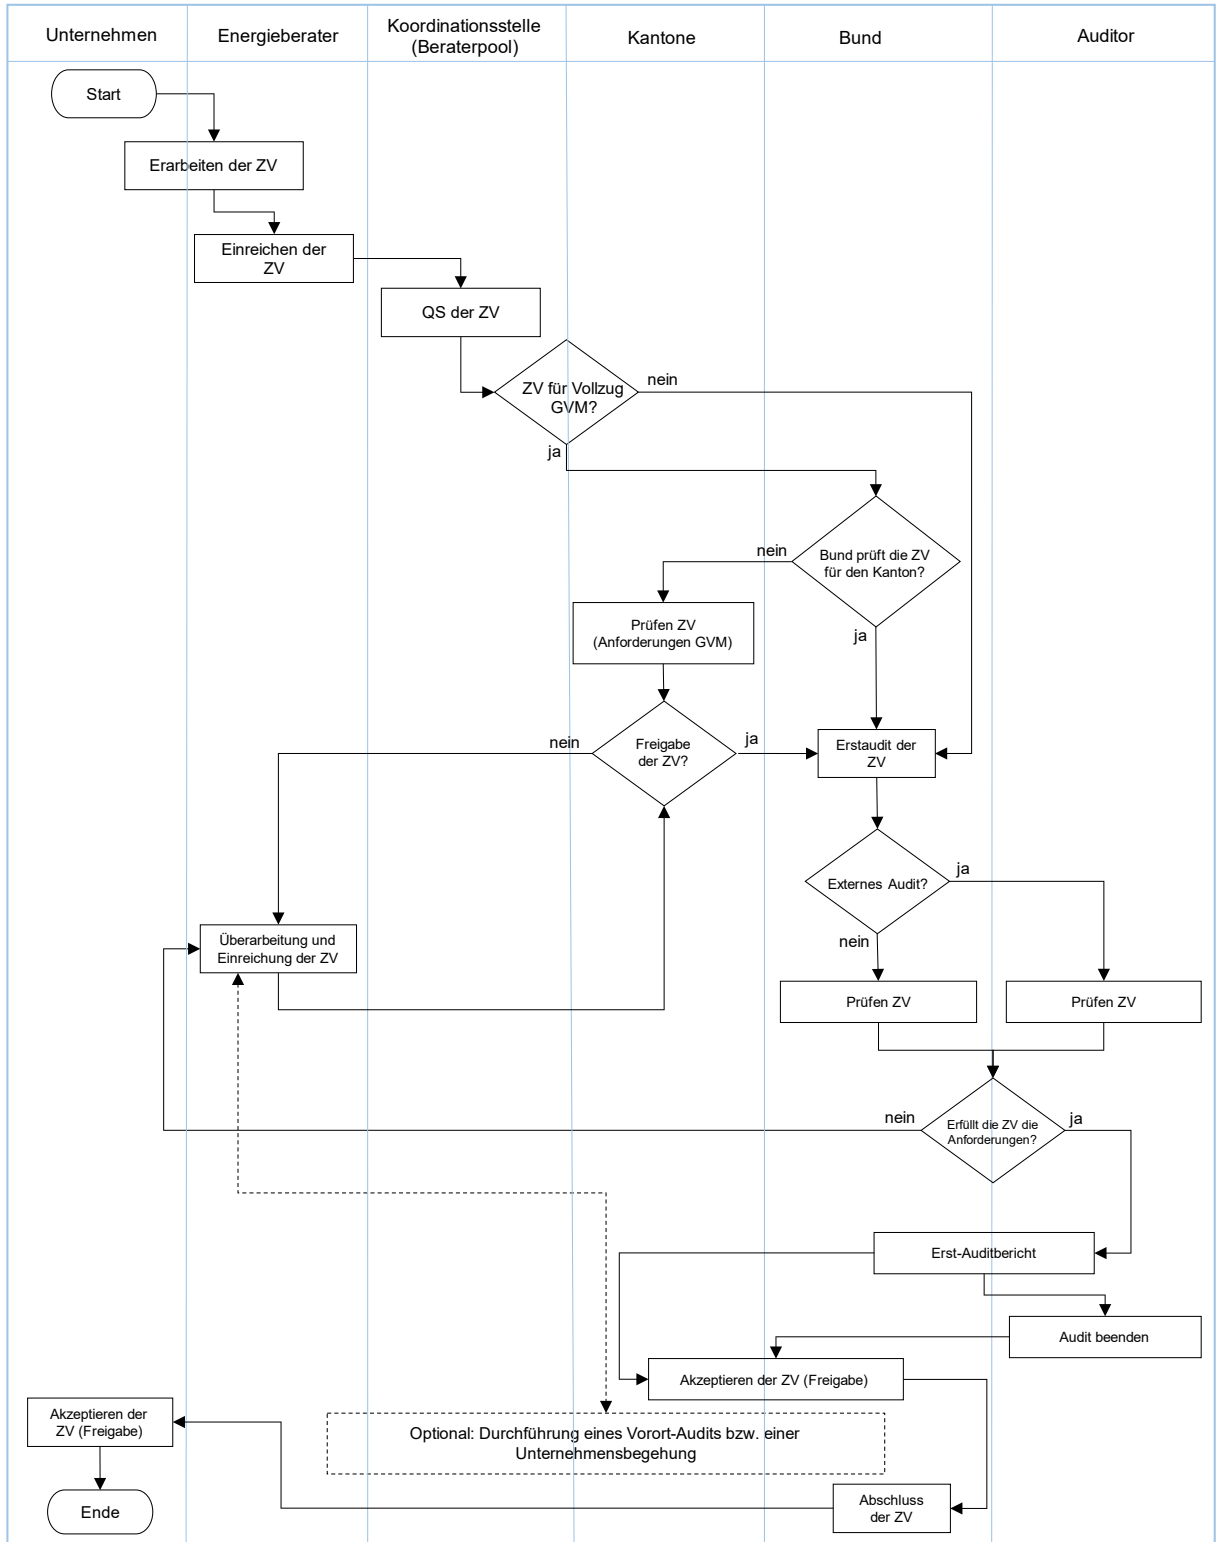 Unternehmen
Energieberater
Koordinationsstelle
(Beraterpool)
Kantone
Bund
Auditor
Start
Erarbeiten der ZV
Einreichen der
ZV
QS der ZV
ZV für Vollzug
GVM?
nein
ja
Bund prüft die ZV
für den Kanton?
nein
ja
Prüfen ZV
(Anforderungen GVM)
Freigabe
der ZV?
nein
ja
Erstaudit der
ZV
Externes Audit?
ja
nein
Überarbeitung und
Einreichung der ZV
Prüfen ZV
Prüfen ZV
Erfüllt die ZV die
Anforderungen?
nein
ja
Erst-Auditbericht
Audit beenden
Akzeptieren der ZV (Freigabe)
Akzeptieren der
ZV (Freigabe)
Optional: Durchführung eines Vorort-Audits bzw. einer
Unternehmensbegehung
Abschluss
der ZV
Ende